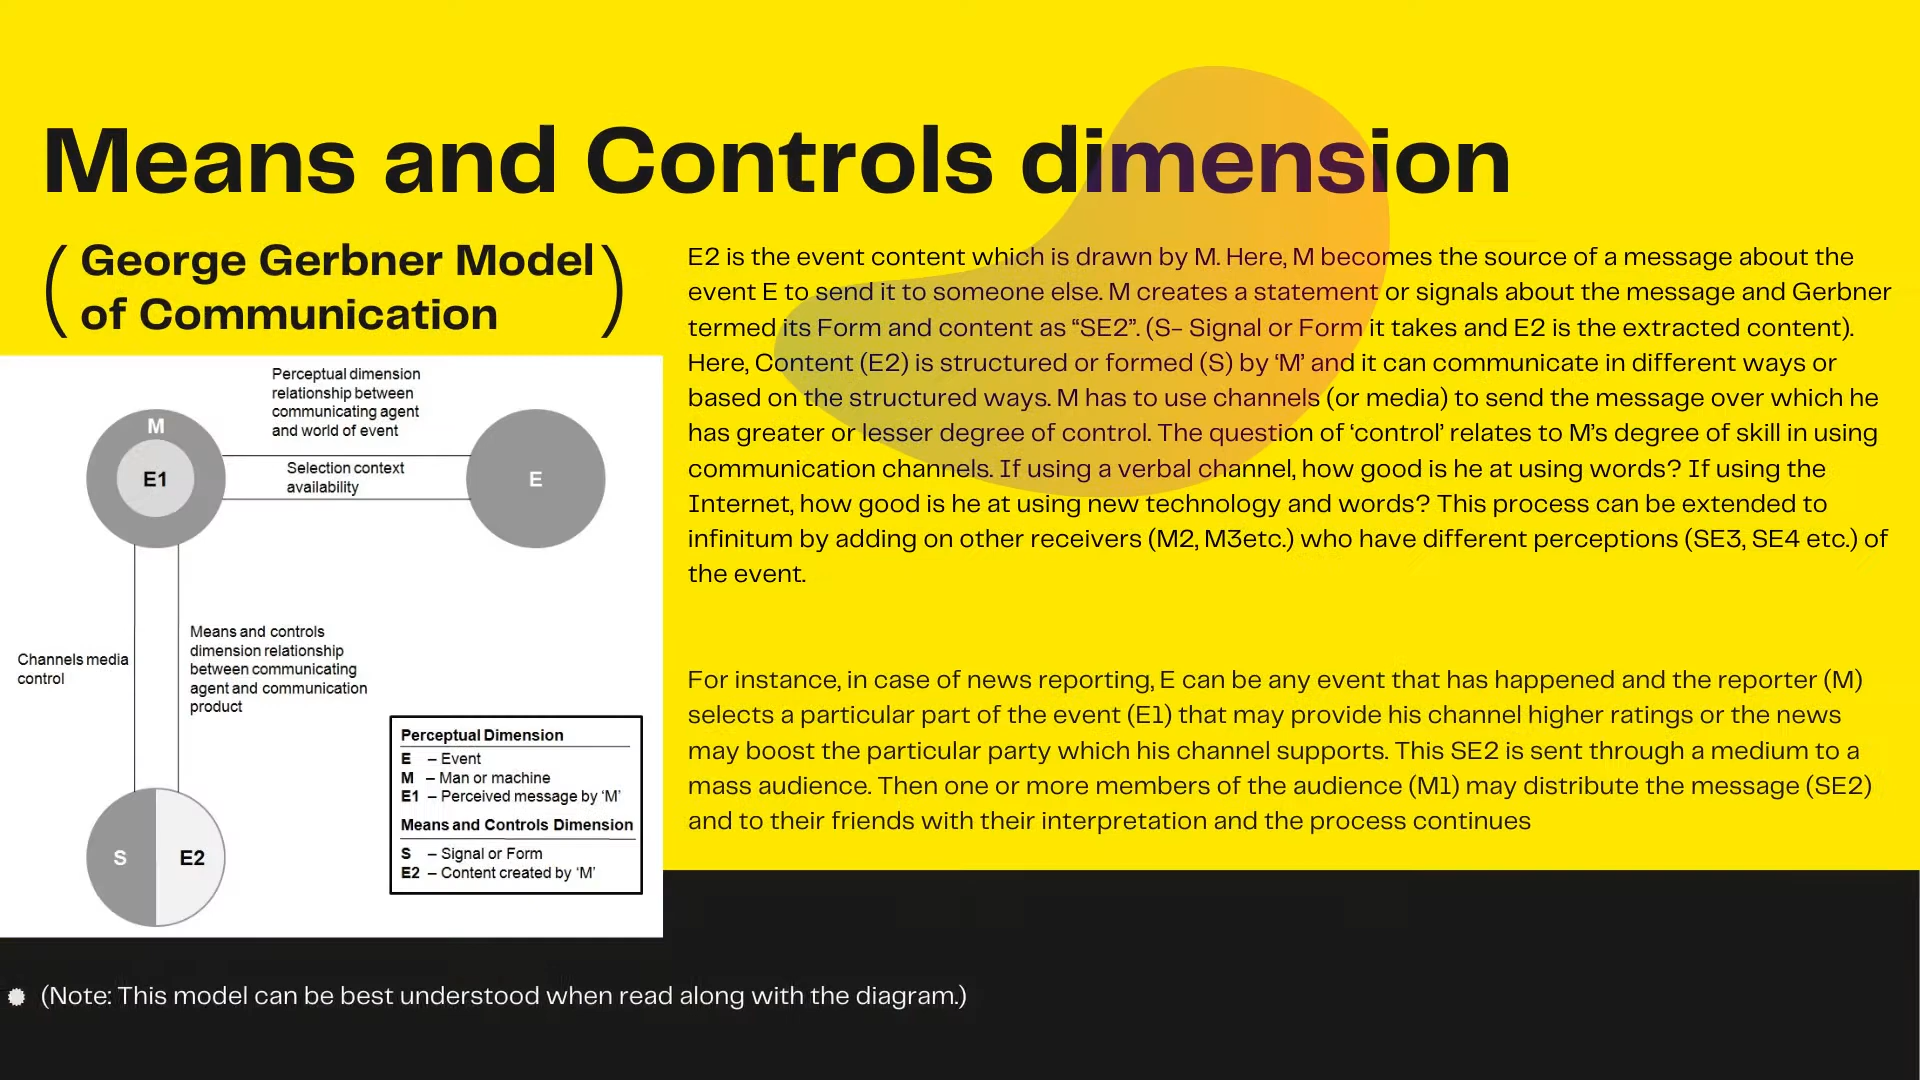 Means and Controls dimension
( George Gerbner Model
of Communication )
E2 is the event content which is drawn by M. Here, M becomes the source of a message about the
event E to send it to someone else. M creates a statement or signals about the message and Gerbner
termed its Form and content as “SE2”. (S- Signal or Form it takes and E2 is the extracted content).
Here, Content (E2) is structured or formed (S) by ‘M’ and it can communicate in different ways or
based on the structured ways. M has to use channels (or media) to send the message over which he
has greater or lesser degree of control. The question of ‘control’ relates to M’s degree of skill in using
communication channels. If using a verbal channel, how good is he at using words? If using the
Internet, how good is he at using new technology and words? This process can be extended to
infinitum by adding on other receivers (M2, M3etc.) who have different perceptions (SE3, SE4 etc.) of
the event.
For instance, in case of news reporting, E can be any event that has happened and the reporter (M)
selects a particular part of the event (E1) that may provide his channel higher ratings or the news
may boost the particular party which his channel supports. This SE2 is sent through a medium to a
mass audience. Then one or more members of the audience (M1) may distribute the message (SE2)
and to their friends with their interpretation and the process continues
Perceptual dimension
relationship between
communicating agent
and world of event
M
E1
Selection context
availability
E
Channels media
control
Means and controls
dimension relationship
between communicating
agent and communication
product
S
E2
Perceptual Dimension
E – Event
M – Man or machine
E1 – Perceived message by ‘M’
Means and Controls Dimension
S – Signal or Form
E2 – Content created by ‘M’
(Note: This model can be best understood when read along with the diagram.)